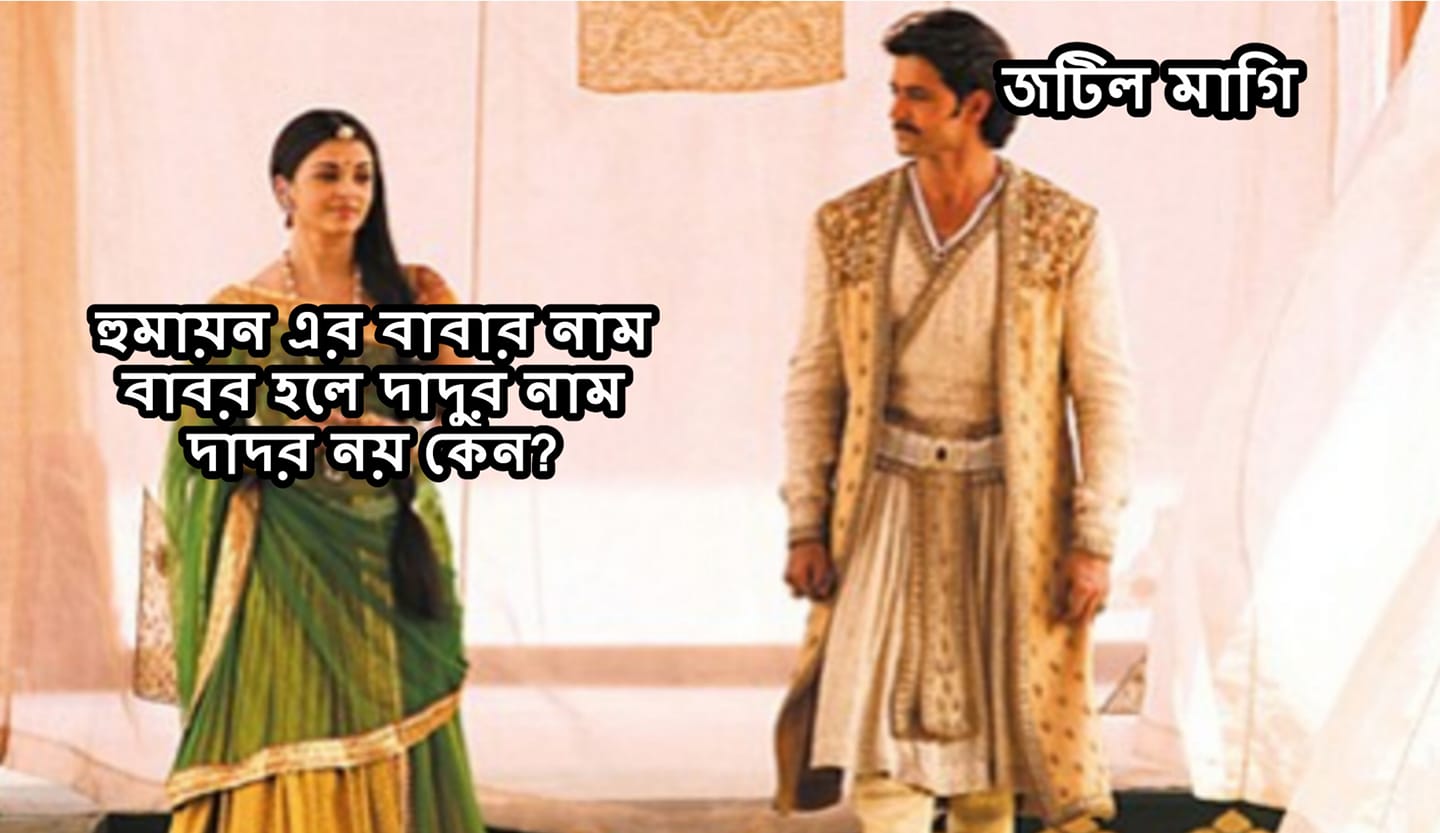 জটিল মাগি
হুমায়ন এর বাবার নাম
বাবর হলে দাদুর নাম
দাদর নয় কেন?